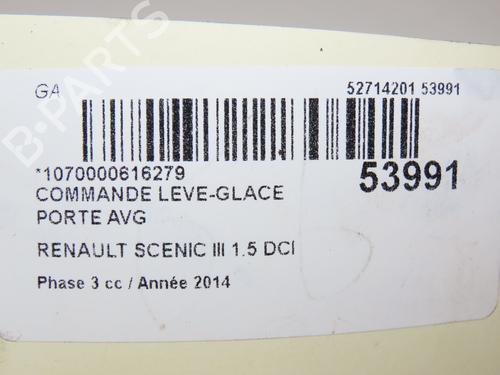 GA
52714201 53991
*1070000616279
53991
COMMANDE LEVE-GLACE
PORTE AVG
RENAULT SCENIC III 1.5 DCI
Phase 3 cc / Année 2014
B-PARTS